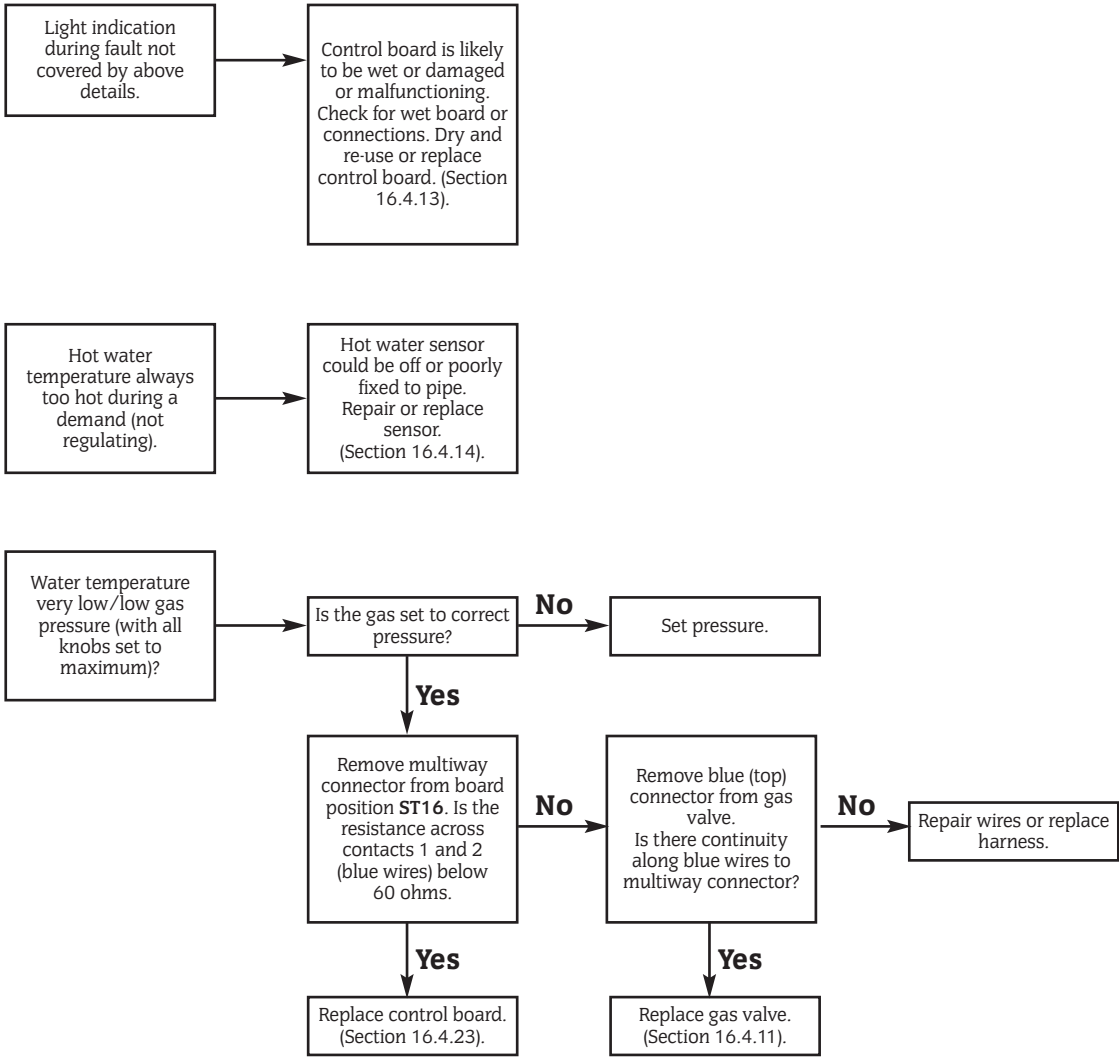 Light indication
during fault not
covered by above
details.
Control board is likely
to be wet or damaged
or malfunctioning.
Check for wet board or
connections. Dry and
re-use or replace
control board. (Section
16.4.13).
Hot water
temperature always
too hot during a
demand (not
regulating).
Hot water sensor
could be off or poorly
fixed to pipe.
Repair or replace
sensor.
(Section 16.4.14).
Water temperature
very low/low gas
pressure (with all
knobs set to
maximum)?
Is the gas set to correct
pressure?
No
Set pressure.
Yes
Remove multiway
connector from board
position ST16. Is the
resistance across
contacts 1 and 2
(blue wires) below
60 ohms.
No
Remove blue (top)
connector from gas
valve.
Is there continuity
along blue wires to
multiway connector?
No
Repair wires or replace
harness.
Yes
Replace control board.
(Section 16.4.23).
Yes
Replace gas valve.
(Section 16.4.11).